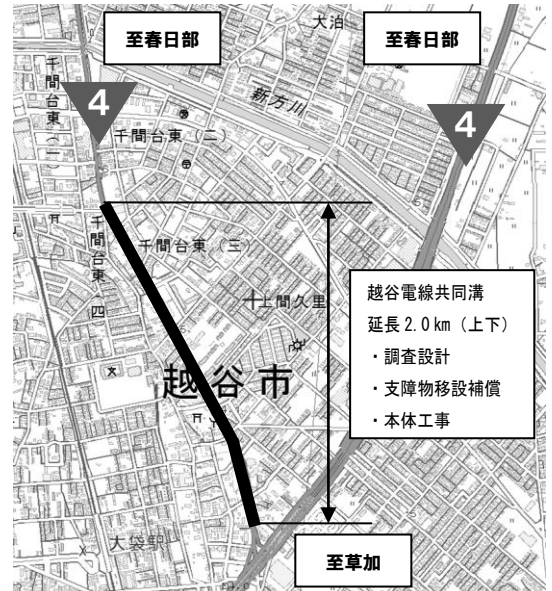 至春日部
至春日部
大泊
4
4
新方川
千間台東(一)
千間台東(二)
千間台東(三)
千間台東(四)
上間久里
越谷市
大袋駅
越谷電線共同溝
延長2.0km(上下)
・調査設計
・支障物移設補償
・本体工事
至草加